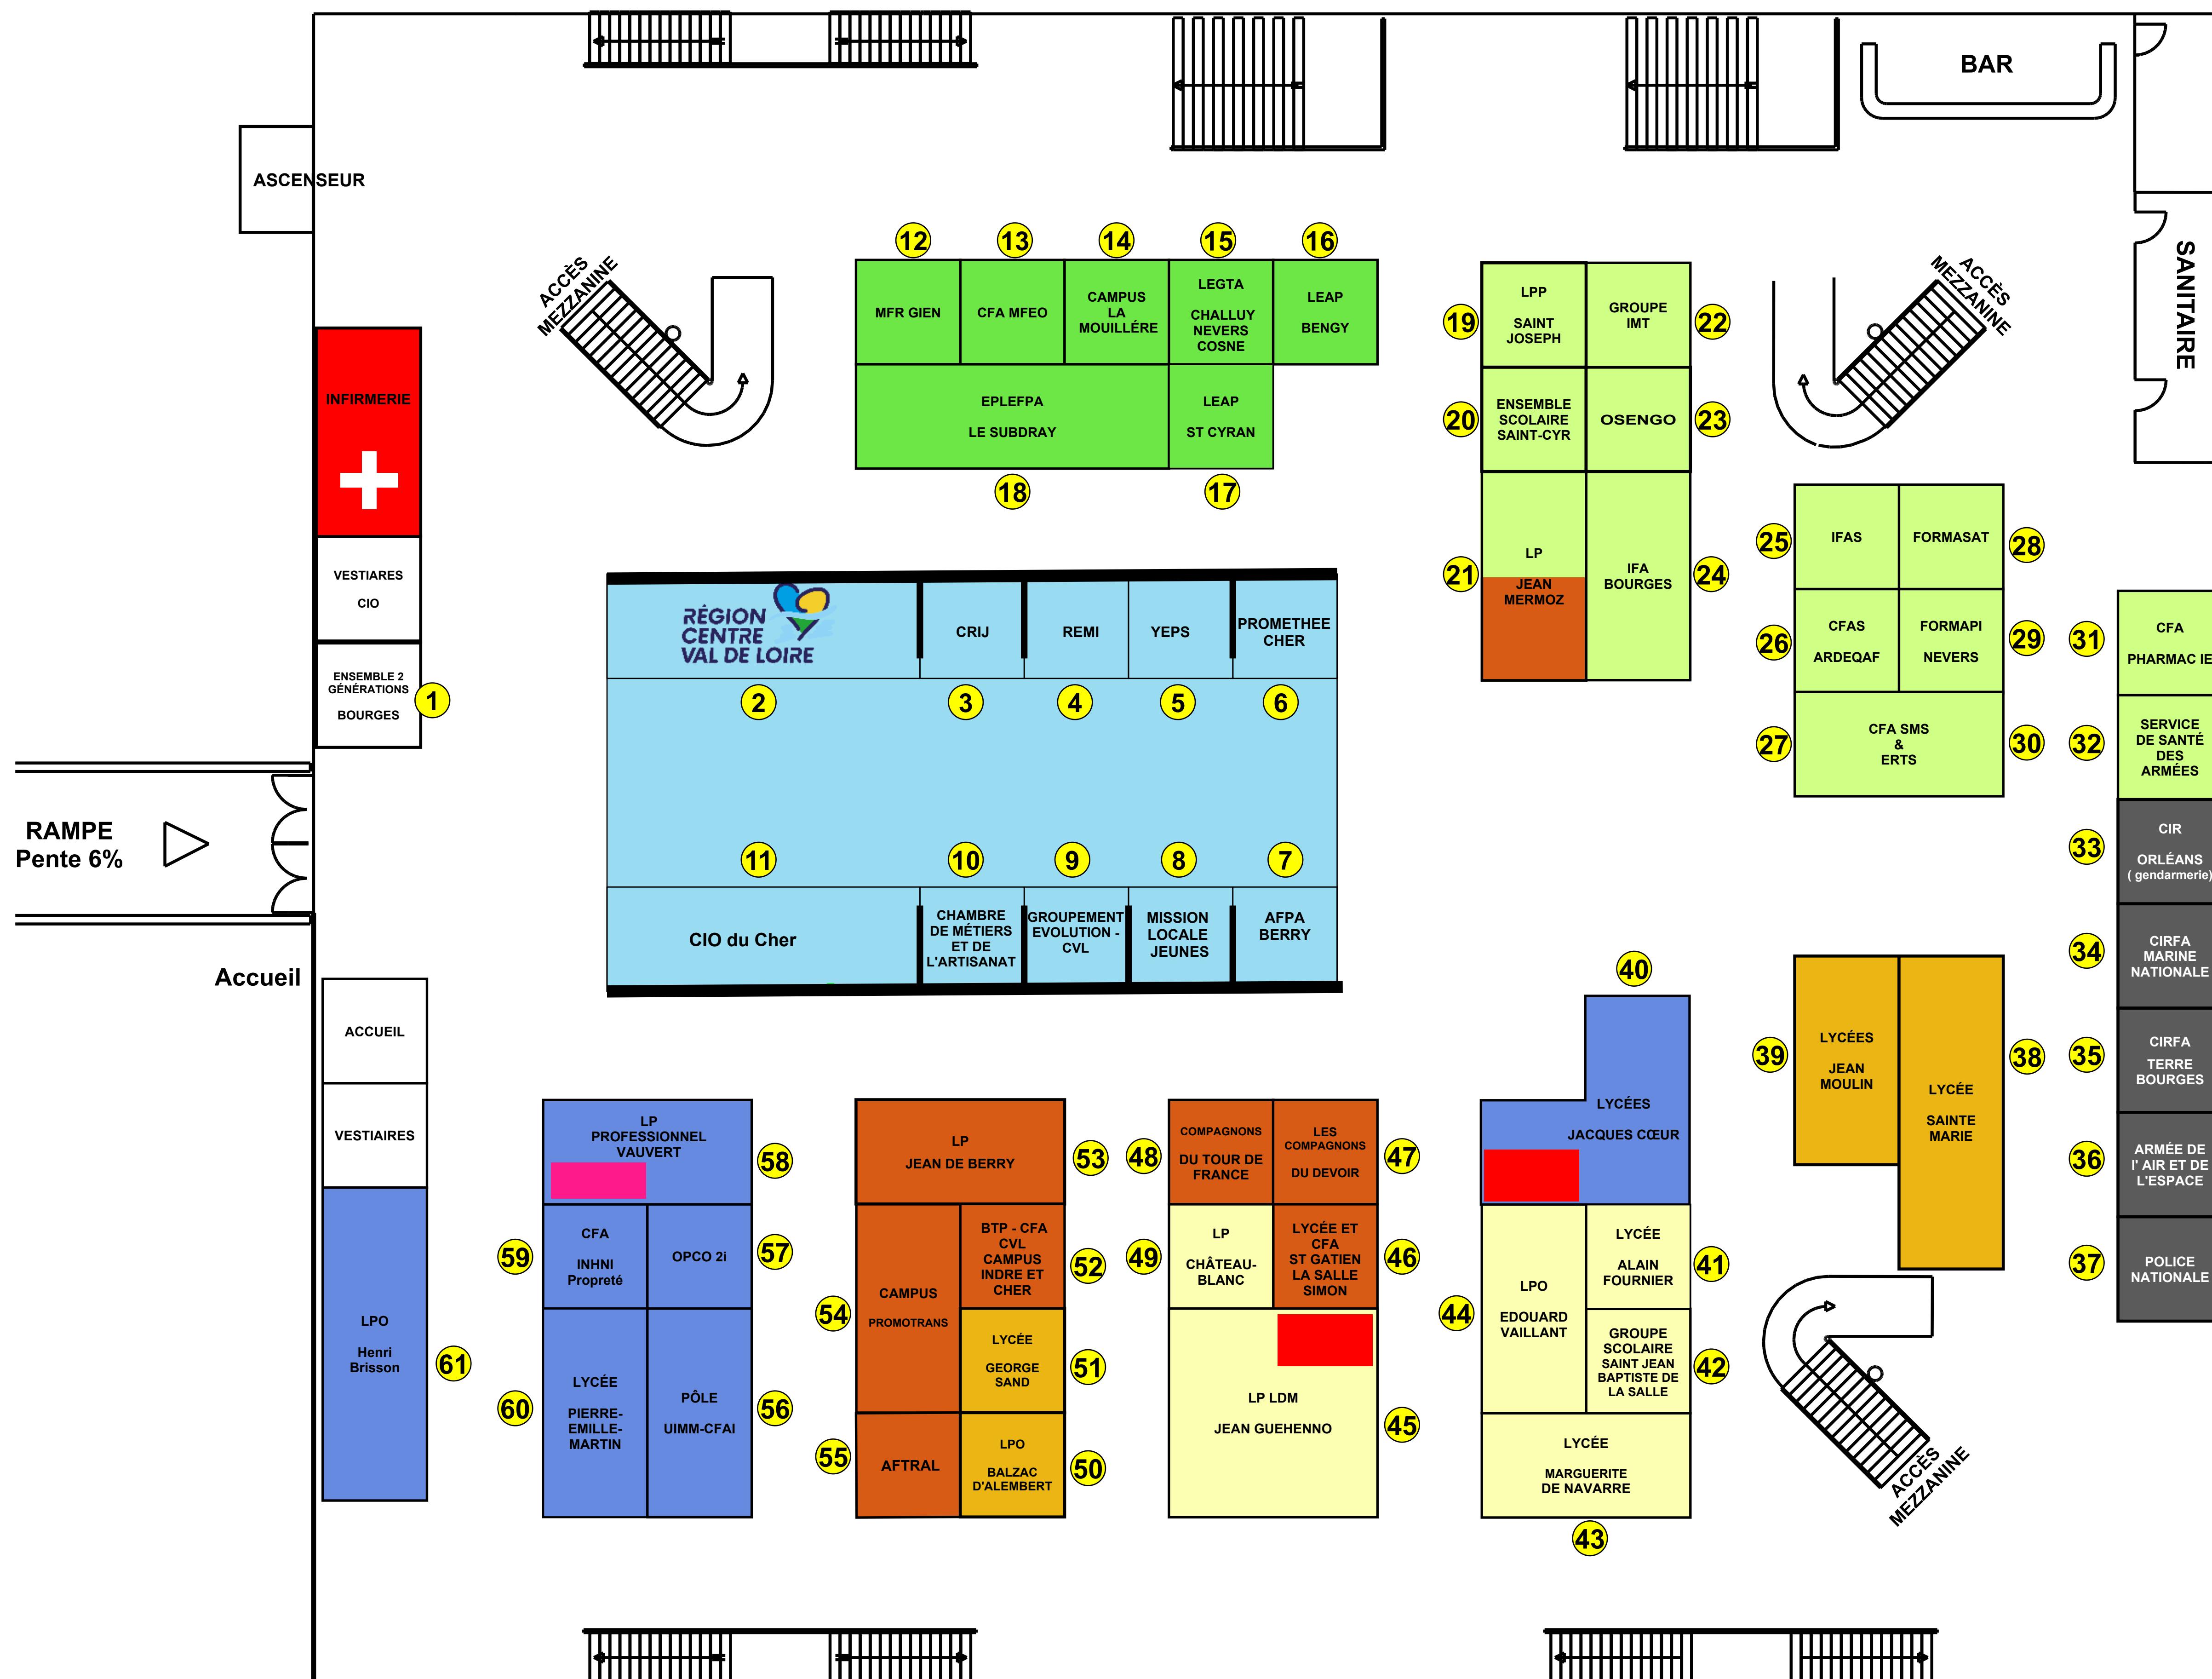 BAR
ASCENSEUR
SANITAIRE
ACCÈS
MEZZANINE
ACCÈS
MEZZANINE
12
13
14
15
16
MFR GIEN
CFA MFEO
CAMPUS
LA
MOUILLÉRE
LEGTA
CHALLUY
NEVERS
COSNE
LEAP
BENGY
EPLEFPA
LE SUBDRAY
LEAP
ST CYRAN
18
17
19
LPP
SAINT
JOSEPH
GROUPE
IMT
22
20
ENSEMBLE
SCOLAIRE
SAINT-CYR
OSENGO
23
21
LP
JEAN
MERMOZ
IFA
BOURGES
24
INFIRMERIE
VESTIARES
CIO
ENSEMBLE 2
GÉNÉRATIONS
BOURGES
1
RÉGION
CENTRE
VAL DE LOIRE
CRIJ
REMI
YEPS
PROMETHEE
CHER
2
3
4
5
6
11
10
9
8
7
CIO du Cher
CHAMBRE
DE MÉTIERS
ET DE
L'ARTISANAT
GROUPEMENT
EVOLUTION -
CVL
MISSION
LOCALE
JEUNES
AFPA
BERRY
25
IFAS
FORMASAT
28
26
CFAS
ARDEQAF
FORMAPI
NEVERS
29
27
CFA SMS
&
ERTS
30
31
CFA
PHARMAC IE
32
SERVICE
DE SANTÉ
DES
ARMÉES
33
CIR
ORLÉANS
( gendarmerie)
34
CIRFA
MARINE
NATIONALE
35
CIRFA
TERRE
BOURGES
36
ARMÉE DE
l' AIR ET DE
L'ESPACE
37
POLICE
NATIONALE
RAMPE
Pente 6%
Accueil
ACCUEIL
VESTIAIRES
LPO
Henri
Brisson
61
LP
PROFESSIONNEL
VAUVERT
58
59
CFA
INHNI
Propreté
OPCO 2i
57
60
LYCÉE
PIERRE-
EMILLE-
MARTIN
PÔLE
UIMM-CFAI
56
LP
JEAN DE BERRY
53
54
CAMPUS
PROMOTRANS
BTP - CFA
CVL
CAMPUS
INDRE ET
CHER
52
LYCÉE
GEORGE
SAND
51
55
AFTRAL
LPO
BALZAC
D'ALEMBERT
50
48
COMPAGNONS
DU TOUR DE
FRANCE
LES
COMPAGNONS
DU DEVOIR
47
49
LP
CHÂTEAU-
BLANC
LYCÉE ET
CFA
ST GATIEN
LA SALLE
SIMON
46
LP LDM
JEAN GUEHENNO
45
40
LYCÉES
JACQUES CŒUR
44
LPO
EDOUARD
VAILLANT
LYCÉE
ALAIN
FOURNIER
41
GROUPE
SCOLAIRE
SAINT JEAN
BAPTISTE DE
LA SALLE
42
LYCÉE
MARGUERITE
DE NAVARRE
43
39
LYCÉES
JEAN
MOULIN
LYCÉE
SAINTE
MARIE
38
ACCÈS
MEZZANINE